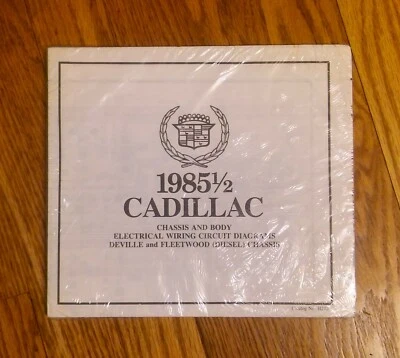 1985½
CADILLAC
CHASSIS AND BODY
ELECTRICAL WIRING CIRCUIT DIAGRAMS
DEVILLE and FLEETWOOD (DIESEL) CHASSIS